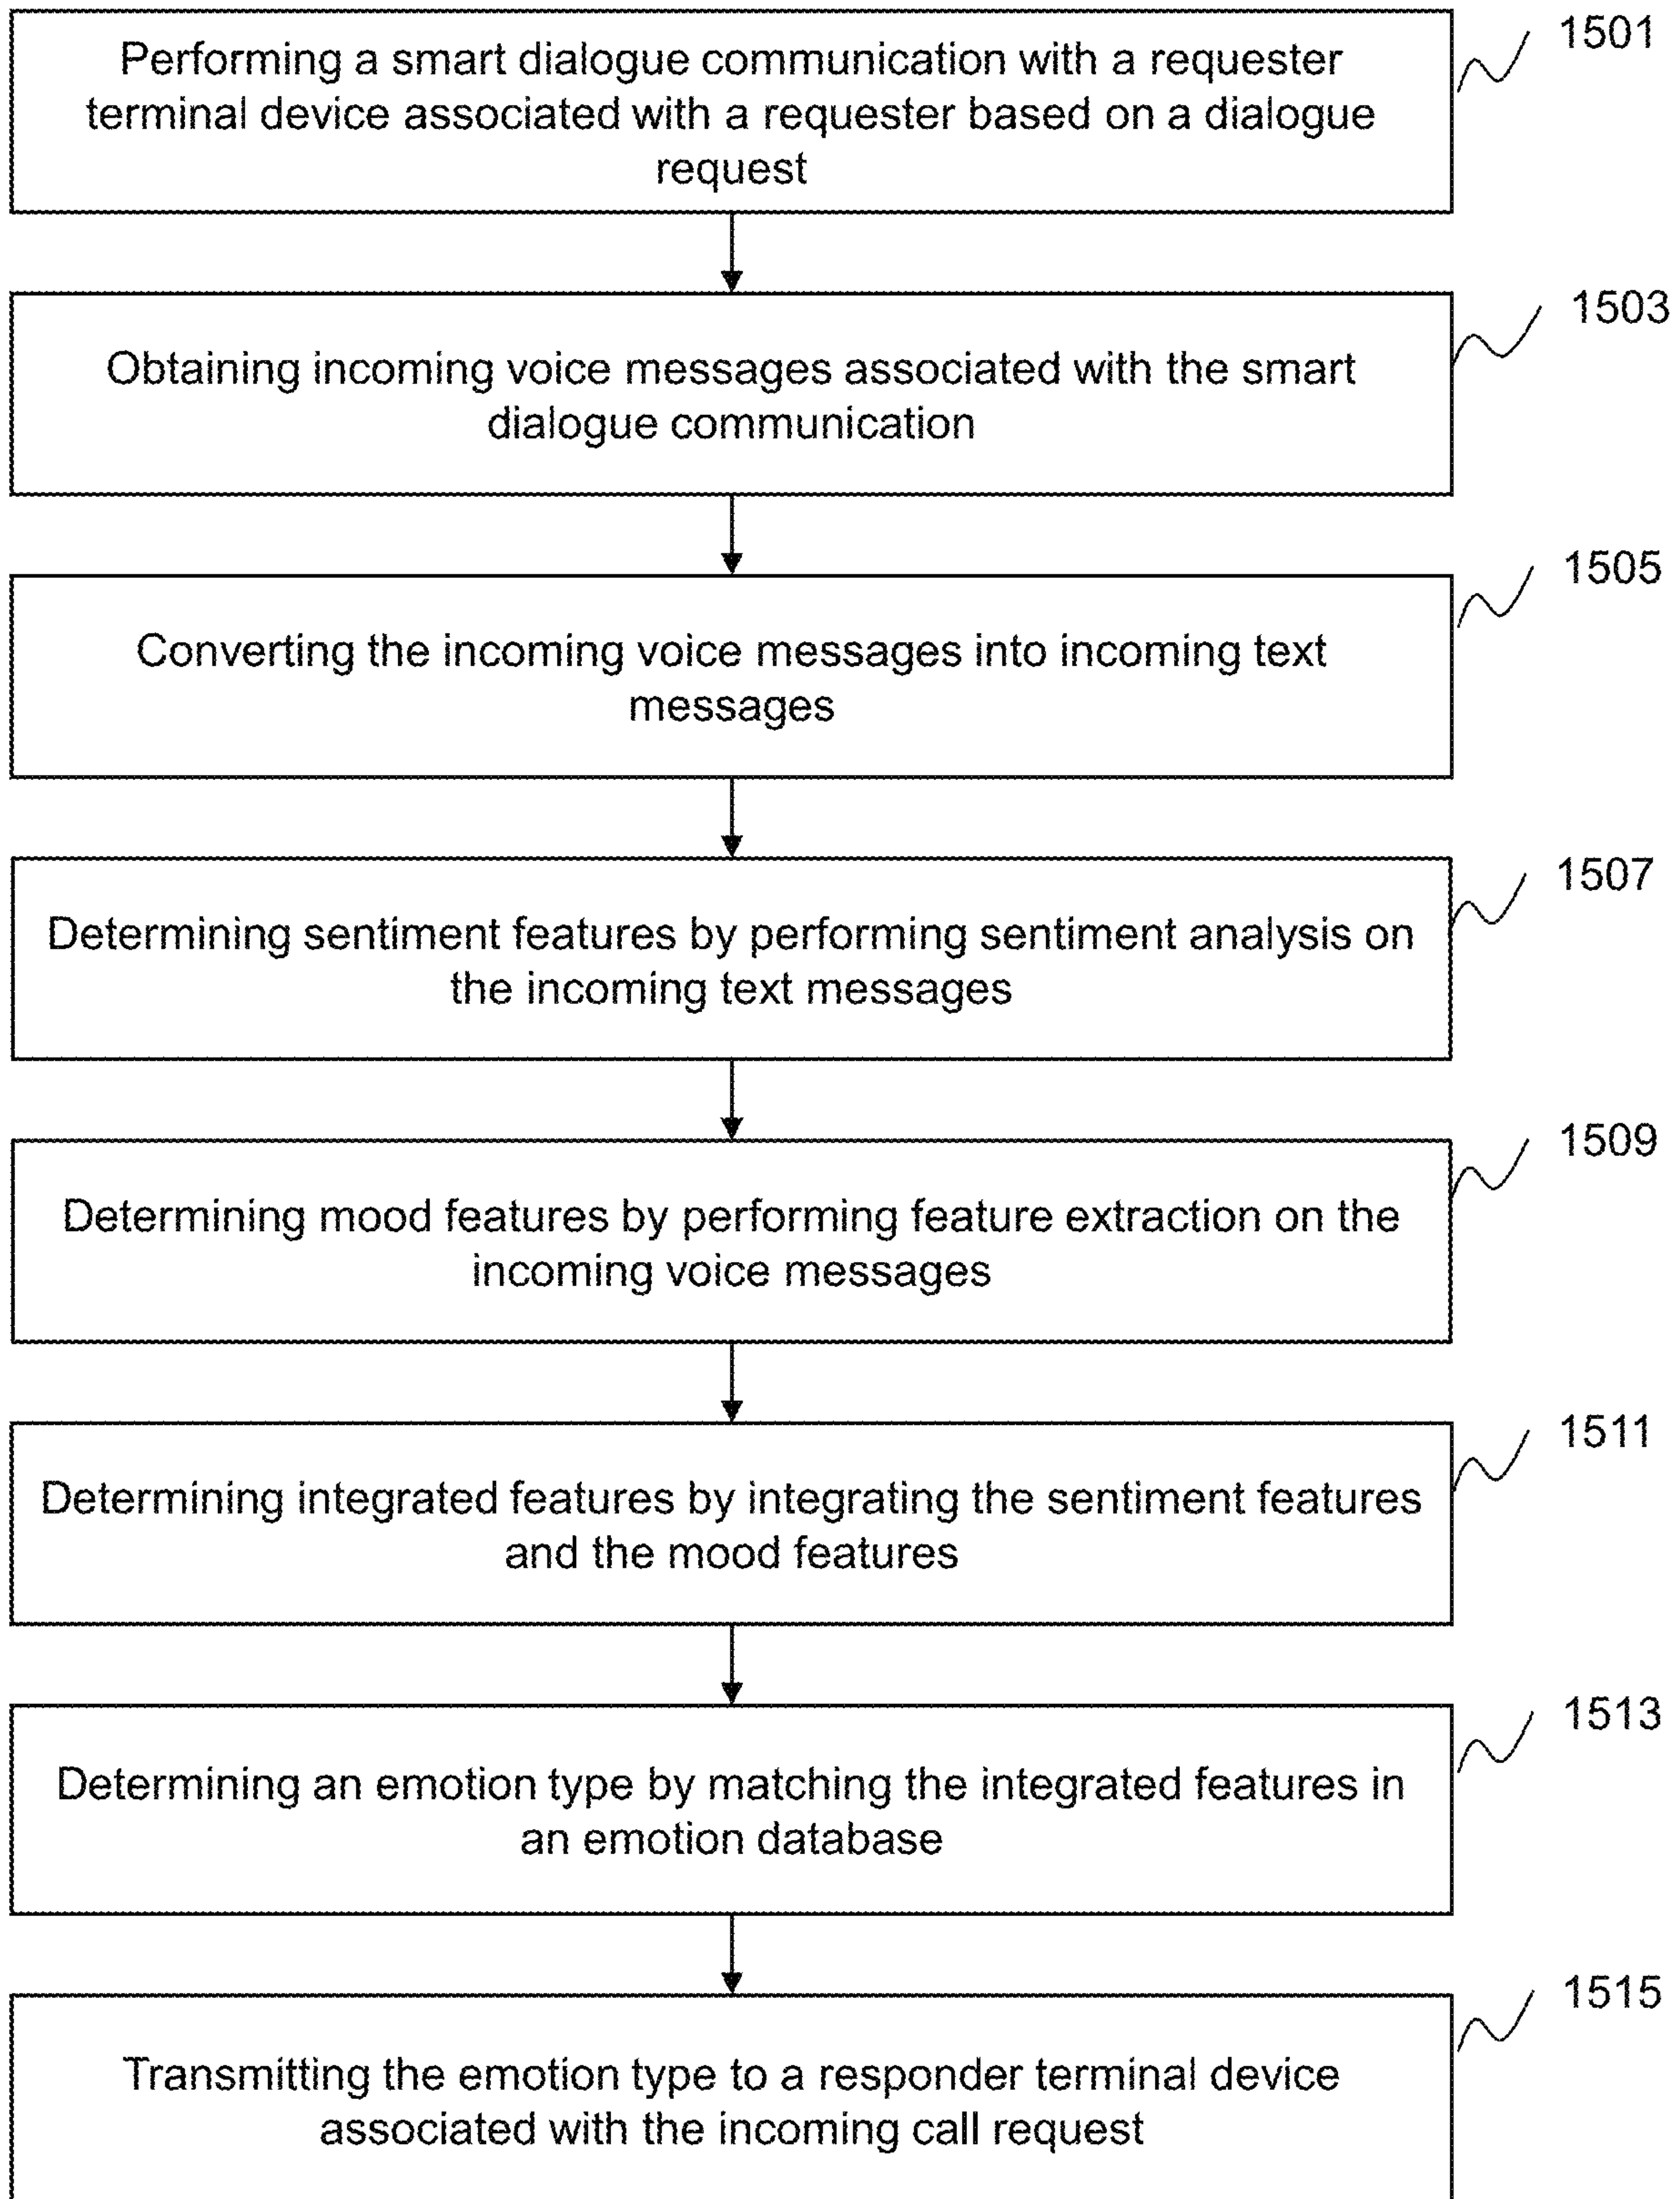 1501
Performing a smart dialogue communication with a requester
terminal device associated with a requester based on a dialogue
request
1503
Obtaining incoming voice messages associated with the smart
dialogue communication
1505
Converting the incoming voice messages into incoming text
messages
1507
Determining sentiment features by performing sentiment analysis on
the incoming text messages
1509
Determining mood features by performing feature extraction on the
incoming voice messages
1511
Determining integrated features by integrating the sentiment features
and the mood features
1513
Determining an emotion type by matching the integrated features in
an emotion database
1515
Transmitting the emotion type to a responder terminal device
associated with the incoming call request